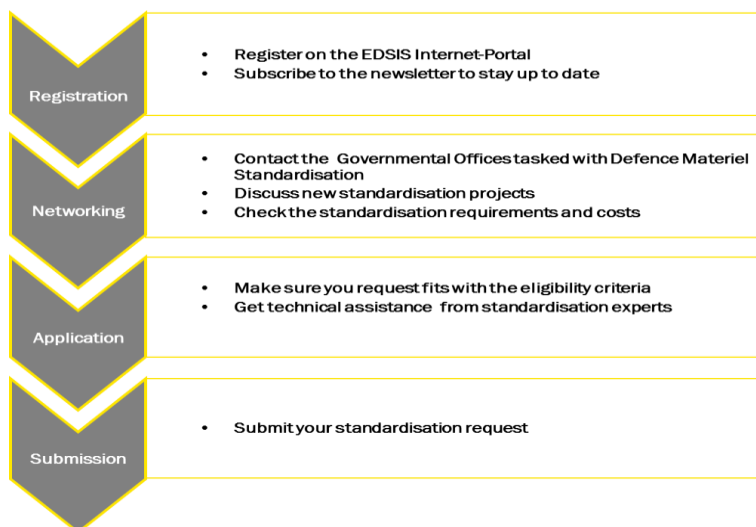 Registration
• Register on the EDSIS Internet-Portal
• Subscribe to the newsletter to stay up to date
Networking
• Contact the Governmental Offices tasked with Defence Materiel
Standardisation
• Discuss new standardisation projects
• Check the standardisation requirements and costs
Application
• Make sure you request fits with the eligibility criteria
• Get technical assistance from standardisation experts
Submission
• Submit your standardisation request